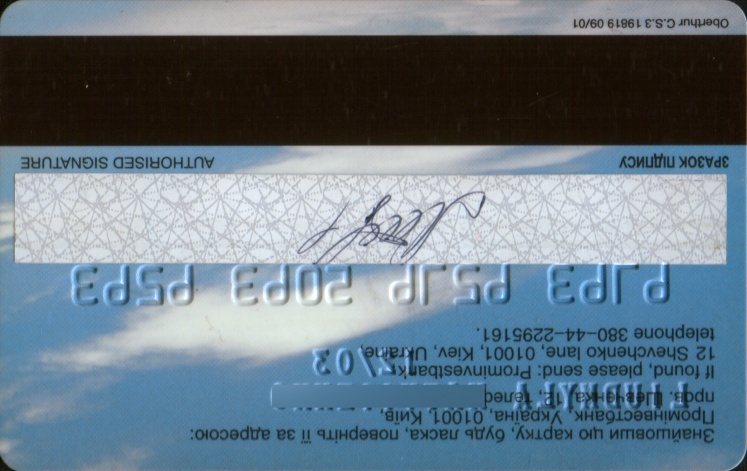 Знайшовши цю картку, будь ласка, поверніть її за адресою:
Промінвестбанк, Україна, 01001, Київ,
пров. Шевченка, 12,
If found, please send: Prominvestbank,
12 Shevchenko lane, 01001, Kiev, Ukraine,
telephone 380–44–2295161.
ЗРАЗОК ПІДПИСУ AUTHORISED SIGNATURE
Oberthur C.S.3 19819 09/01